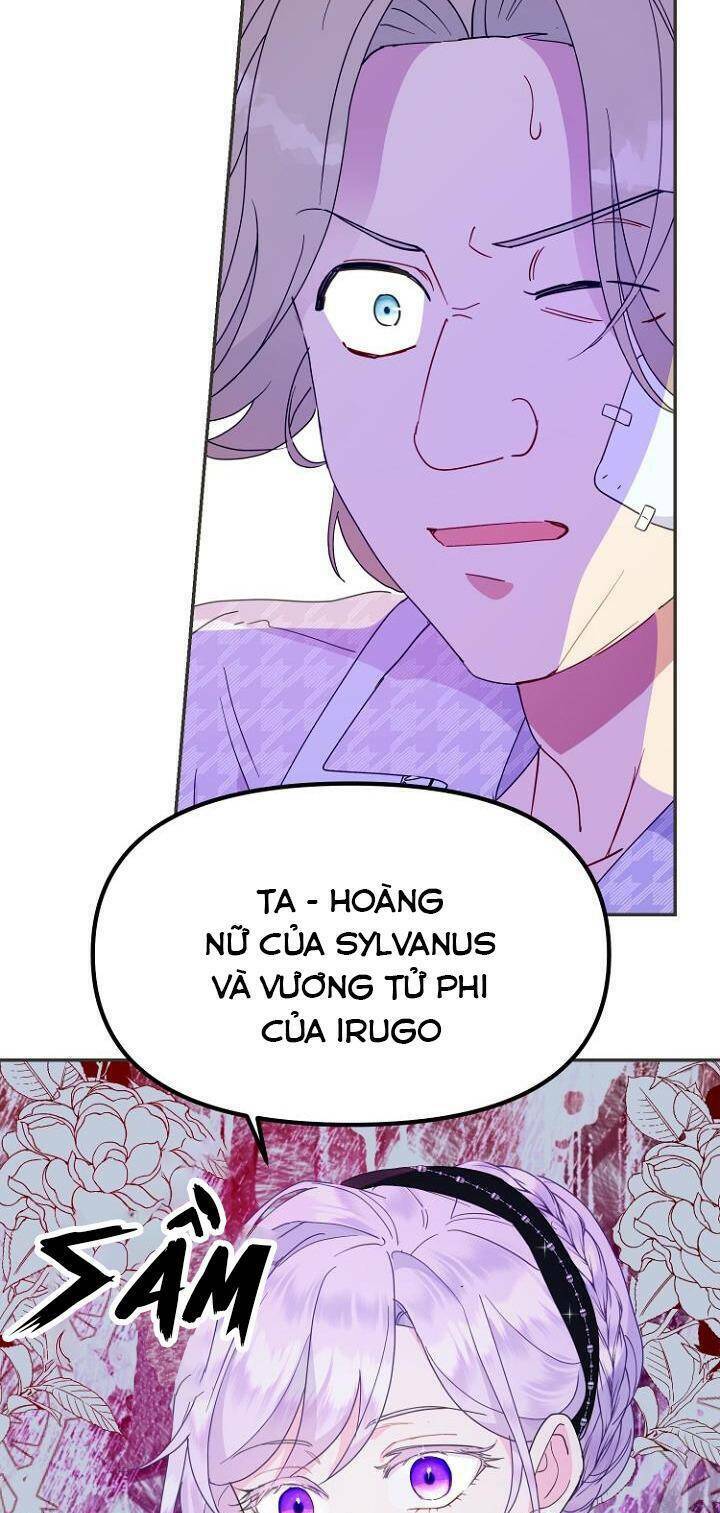 TA - HOÀNG
NỮ CỦA SYLVANUS
VÀ VƯƠNG TỬ PHI
CỦA IRUGO
SẦM